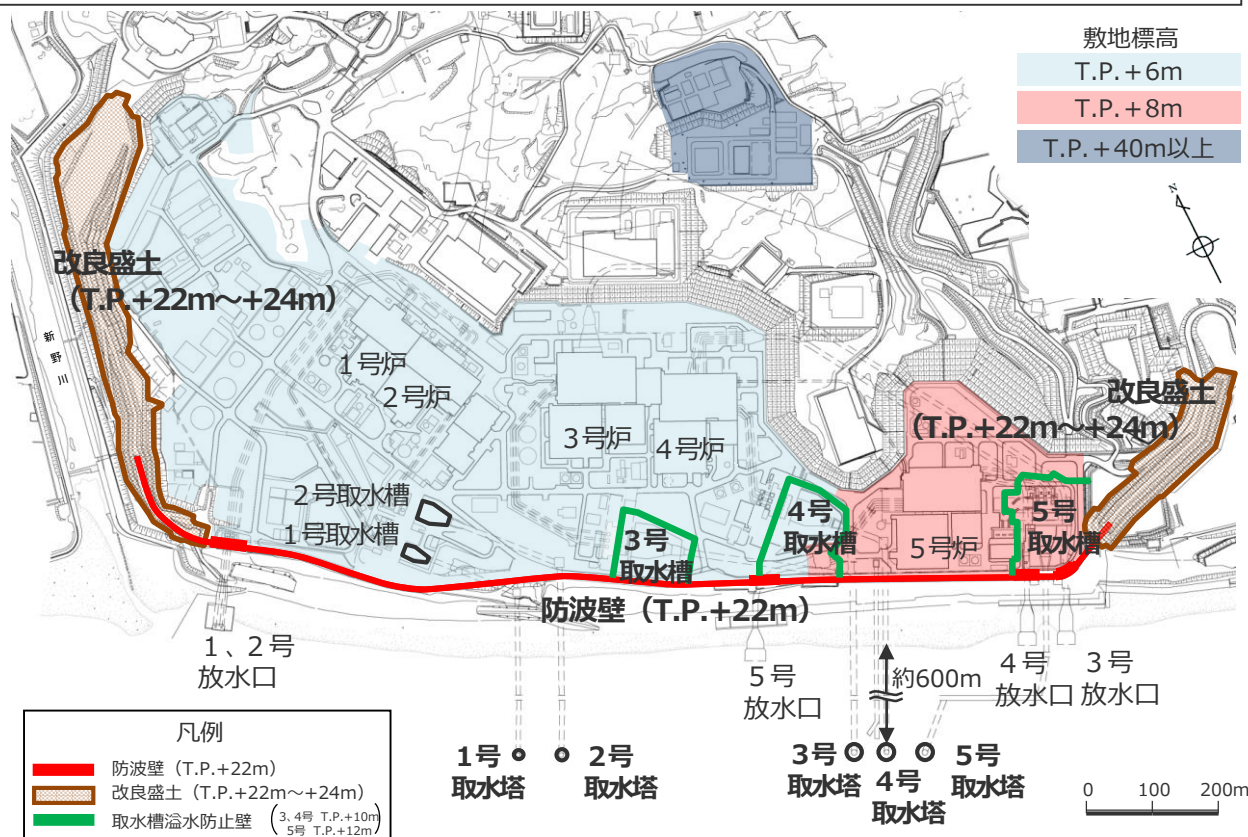 敷地標高
T.P.+6m
T.P.+8m
T.P.+40m以上
N
改良盛土
(T.P.+22m~+24m)
新野川
1号炉
2号炉
3号炉
4号炉
改良盛土
(T.P.+22m~+24m)
2号取水槽
1号取水槽
3号
取水槽
4号
取水槽
5号炉
5号
取水槽
防波壁(T.P.+22m)
1、2号
放水口
5号
放水口
約600m
4号
放水口
3号
放水口
1号
取水塔
2号
取水塔
3号
取水塔
4号
取水塔
5号
取水塔
凡例
防波壁(T.P.+22m)
改良盛土(T.P.+22m~+24m)
取水槽溢水防止壁(3、4号 T.P.+10m
5号 T.P.+12m)
0 100 200m